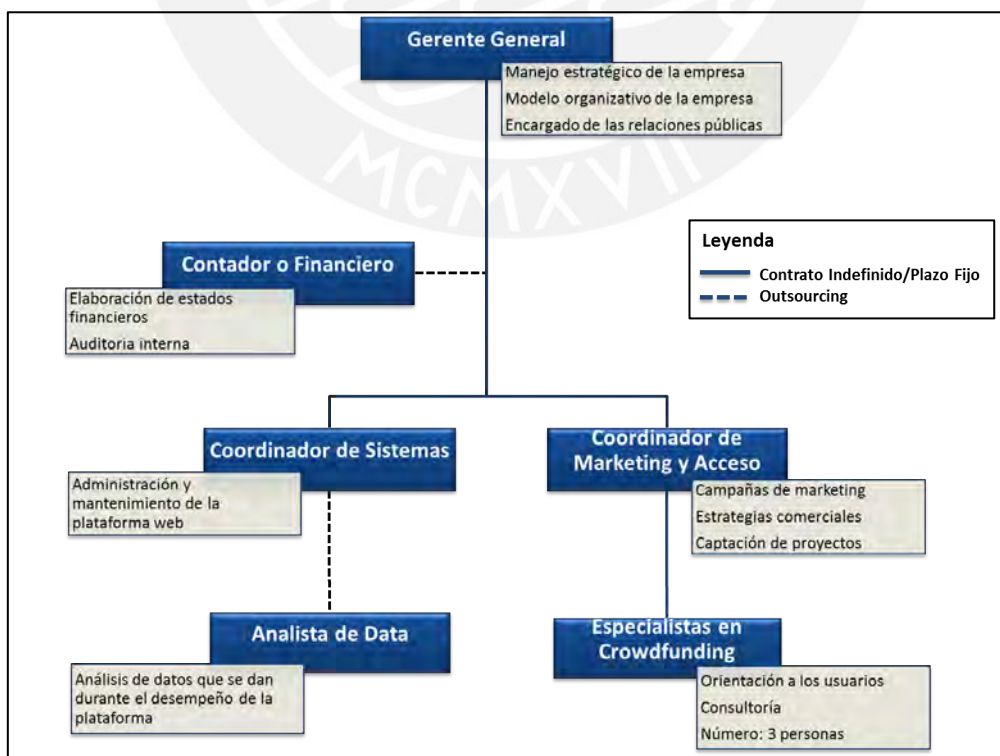 Gerente General
Manejo estratégico de la empresa
Modelo organizativo de la empresa
Encargado de las relaciones públicas
MCMXVII
Leyenda
Contrato Indefinido/Plazo Fijo
Outsourcing
Contador o Financiero
Elaboración de estados
financieros
Auditoria interna
Coordinador de Sistemas
Administración y
mantenimiento de la
plataforma web
Coordinador de
Marketing y Acceso
Campañas de marketing
Estrategias comerciales
Captación de proyectos
Analista de Data
Análisis de datos que se dan
durante el desempeño de la
plataforma
Especialistas en
Crowdfunding
Orientación a los usuarios
Consultoría
Número: 3 personas